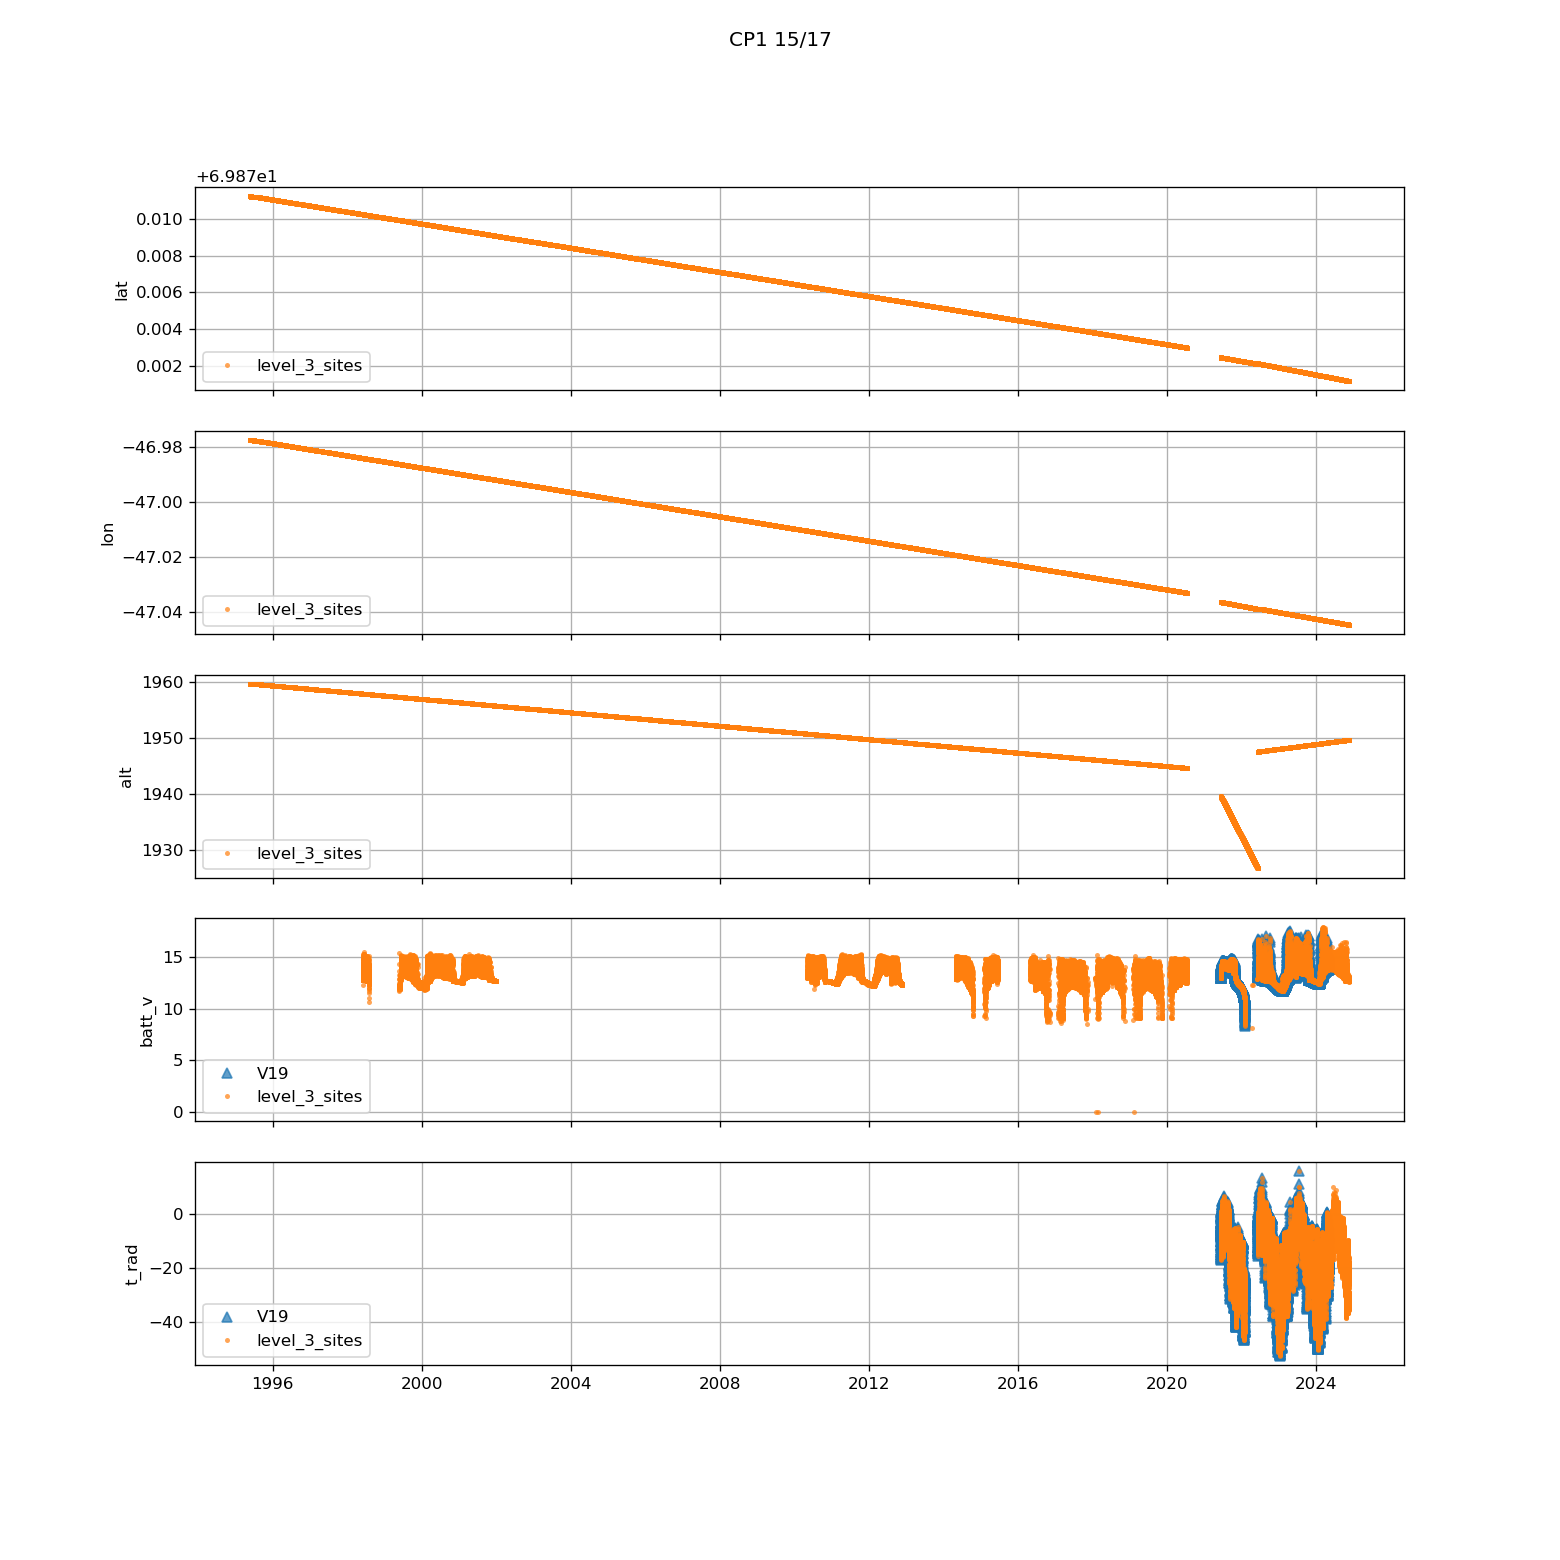 CP1 15/17
+6.987e1
0.010
0.008
0.006
0.004
0.002
lat
level_3_sites
−46.98
−47.00
−47.02
−47.04
lon
level_3_sites
1960
1950
1940
1930
alt
level_3_sites
15
10
5
0
batt_v
V19
level_3_sites
0
−20
−40
t_rad
V19
level_3_sites
1996 2000 2004 2008 2012 2016 2020 2024